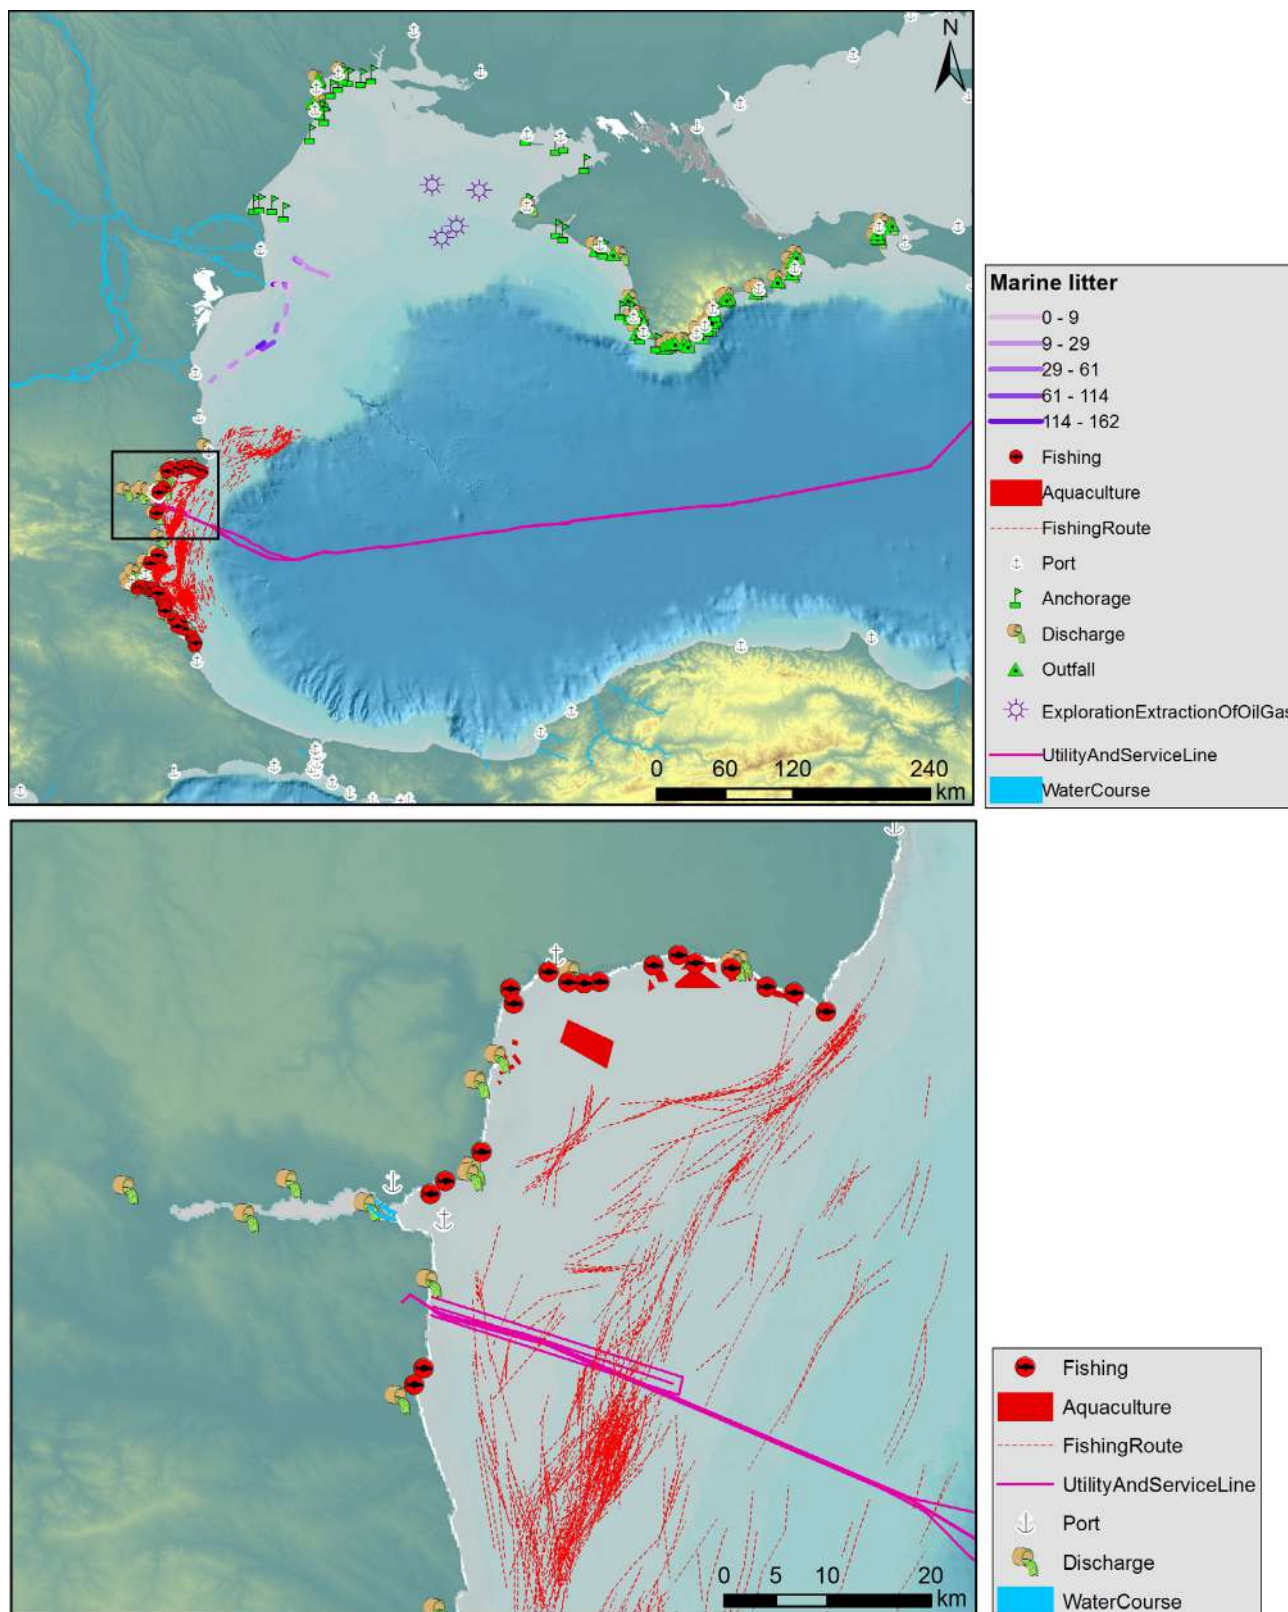 N
0 60 120 240
km
Marine litter
0 - 9
9 - 29
29 - 61
61 - 114
114 - 162
Fishing
Aquaculture
FishingRoute
Port
Anchorage
Discharge
Outfall
ExplorationExtractionOfOilGas
UtilityAndServiceLine
WaterCourse
0 5 10 20
km
Fishing
Aquaculture
FishingRoute
UtilityAndServiceLine
Port
Discharge
WaterCourse